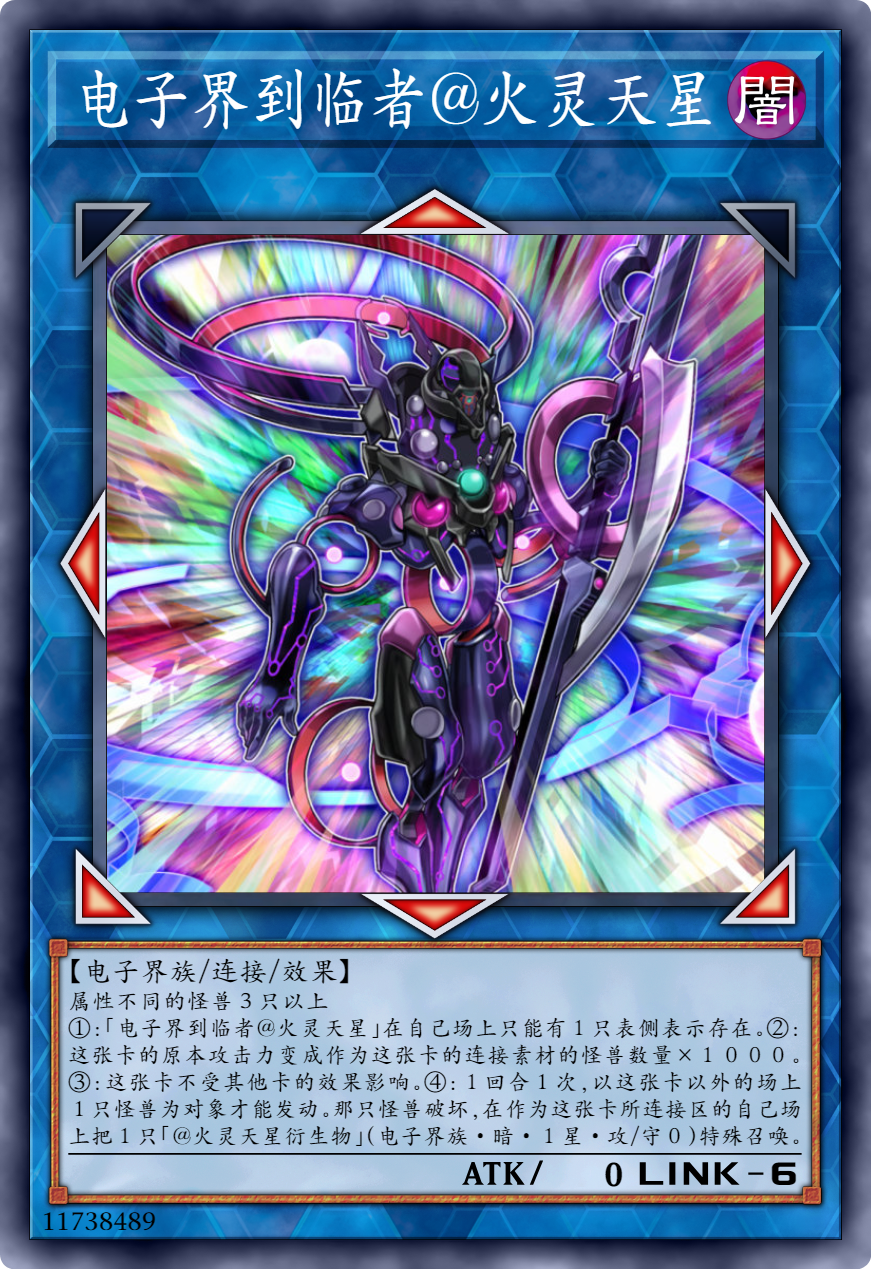 电子界到临者@火灵天星
闇
【电子界族/连接/效果】
属性不同的怪兽３只以上
①:「电子界到临者@火灵天星」在自己场上只能有１只表侧表示存在。②:
这张卡的原本攻击力变成作为这张卡的连接素材的怪兽数量×１０００。
③:这张卡不受其他卡的效果影响。④:１回合１次,以这张卡以外的场上
１只怪兽为对象才能发动。那只怪兽破坏,在作为这张卡所连接区的自己场
上把１只「@火灵天星衍生物」(电子界族・暗・１星・攻/守０)特殊召唤。
ATK/ 0 LINK-6
11738489